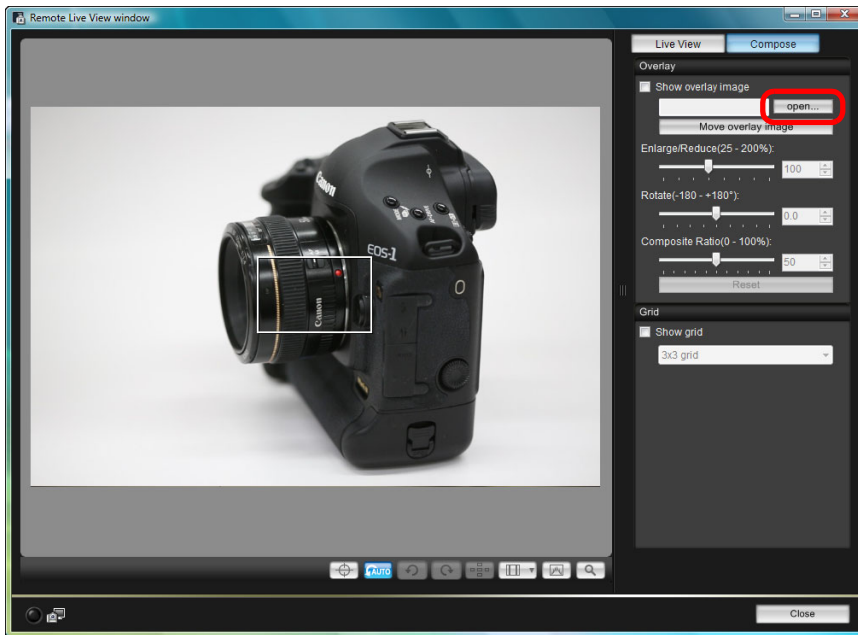 Remote Live View window
Live View
Compose
Overlay
Show overlay image
open...
Move overlay image
Enlarge/Reduce(25 - 200%):
100
Rotate(-180 - +180°):
0.0
Composite Ratio(0 - 100%):
50
Reset
Grid
Show grid
3x3 grid
Canon
EOS-1
Canon
AUTO
Close